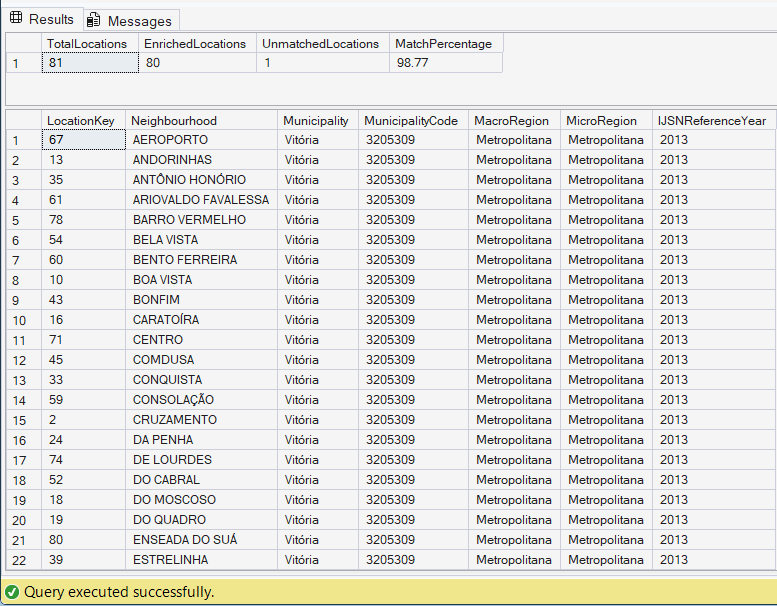 Results Messages
TotalLocations EnrichedLocations UnmatchedLocations MatchPercentage
1 81 80 1 98.77
LocationKey Neighbourhood Municipality MunicipalityCode MacroRegion MicroRegion IJSNReferenceYear
1 67 AEROPORTO Vitória 3205309 Metropolitana Metropolitana 2013
2 13 ANDORINHAS Vitória 3205309 Metropolitana Metropolitana 2013
3 35 ANTÔNIO HONÓRIO Vitória 3205309 Metropolitana Metropolitana 2013
4 61 ARIOVALDO FAVALESSA Vitória 3205309 Metropolitana Metropolitana 2013
5 78 BARRO VERMELHO Vitória 3205309 Metropolitana Metropolitana 2013
6 54 BELA VISTA Vitória 3205309 Metropolitana Metropolitana 2013
7 60 BENTO FERREIRA Vitória 3205309 Metropolitana Metropolitana 2013
8 10 BOA VISTA Vitória 3205309 Metropolitana Metropolitana 2013
9 43 BONFIM Vitória 3205309 Metropolitana Metropolitana 2013
10 16 CARATOÍRA Vitória 3205309 Metropolitana Metropolitana 2013
11 71 CENTRO Vitória 3205309 Metropolitana Metropolitana 2013
12 45 COMDUSA Vitória 3205309 Metropolitana Metropolitana 2013
13 33 CONQUISTA Vitória 3205309 Metropolitana Metropolitana 2013
14 59 CONSOLAÇÃO Vitória 3205309 Metropolitana Metropolitana 2013
15 2 CRUZAMENTO Vitória 3205309 Metropolitana Metropolitana 2013
16 24 DA PENHA Vitória 3205309 Metropolitana Metropolitana 2013
17 74 DE LOURDES Vitória 3205309 Metropolitana Metropolitana 2013
18 52 DO CABRAL Vitória 3205309 Metropolitana Metropolitana 2013
19 18 DO MOSCOSO Vitória 3205309 Metropolitana Metropolitana 2013
20 19 DO QUADRO Vitória 3205309 Metropolitana Metropolitana 2013
21 80 ENSEADA DO SUÁ Vitória 3205309 Metropolitana Metropolitana 2013
22 39 ESTRELINHA Vitória 3205309 Metropolitana Metropolitana 2013
Query executed successfully.